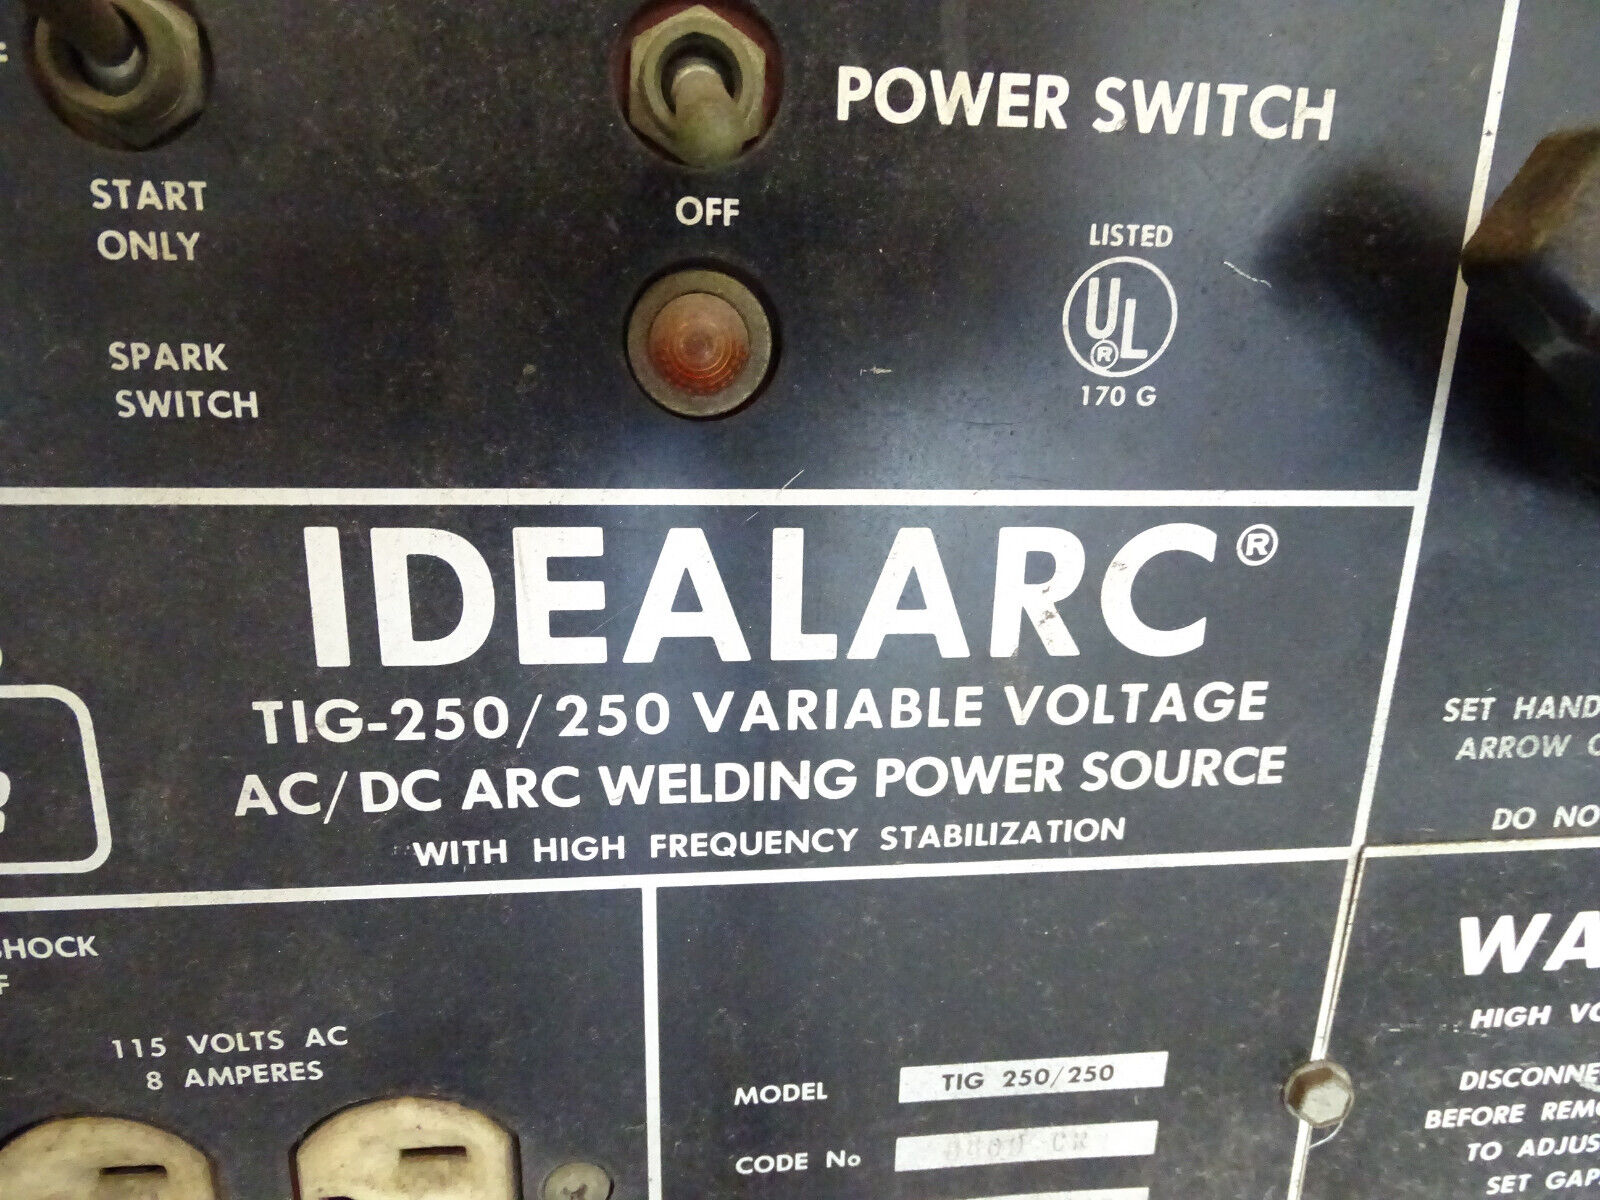 POWER SWITCH
START
ONLY
OFF
LISTED
UL
®
170 G
SPARK
SWITCH
IDEALARC®
TIG-250/250 VARIABLE VOLTAGE
AC/DC ARC WELDING POWER SOURCE
WITH HIGH FREQUENCY STABILIZATION
SET HAND
ARROW
DO NO
SHOCK
115 VOLTS AC
8 AMPERES
MODEL TIG 250/250
CODE No
WA
HIGH VO
DISCONNE
BEFORE REMO
TO ADJUS
SET GAP